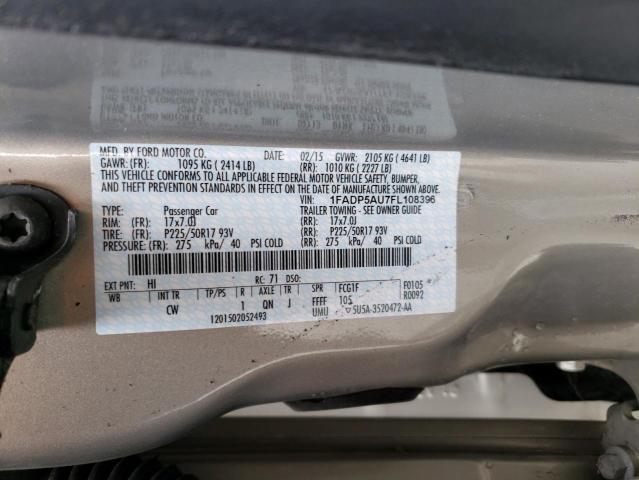 MFD. BY FORD MOTOR CO. DATE: 02/15 GVWR: 2105 KG (4641 LB)
GAWR: (FR): 1095 KG (2414 LB) (RR): 1010 KG (2227 LB)
THIS VEHICLE CONFORMS TO ALL APPLICABLE FEDERAL MOTOR VEHICLE SAFETY, BUMPER,
AND THEFT PREVENTION STANDARDS IN EFFECT ON THE DATE OF MANUFACTURE SHOWN ABOVE.
VIN: 1FADP5AU7FL108396
TYPE: Passenger Car TRAILER TOWING - SEE OWNER GUIDE
RIM: (FR): 17x7.0J (RR): 17x7.0J
TIRE: (FR): P225/50R17 93V (RR): P225/50R17 93V
PRESSURE: (FR): 275 kPa/ 40 PSI COLD (RR): 275 kPa/ 40 PSI COLD
EXT PNT: HI RC: 71 DSO: F0105
WB INT TR TP/PS R AXLE TR SPR FCG1F R0092
CW 1 QN J FFFF 105
1201502052493 UMU ▽5U5A-3520472-AA